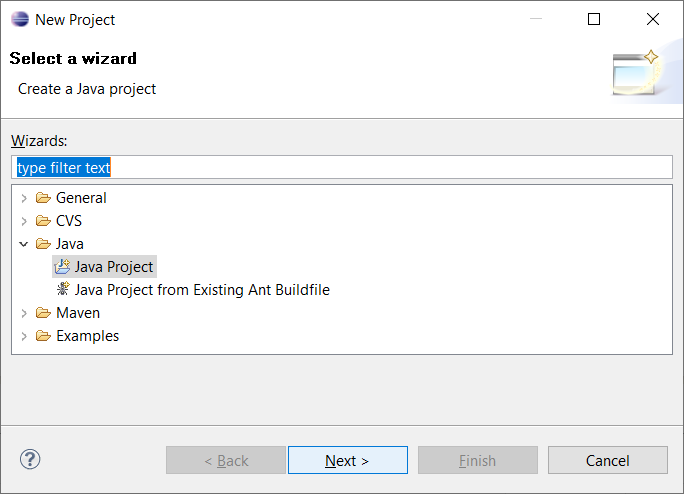 New Project
Select a wizard
Create a Java project
Wizards:
type filter text
General
CVS
Java
Java Project
Java Project from Existing Ant Buildfile
Maven
Examples
?
< Back
Next >
Finish
Cancel